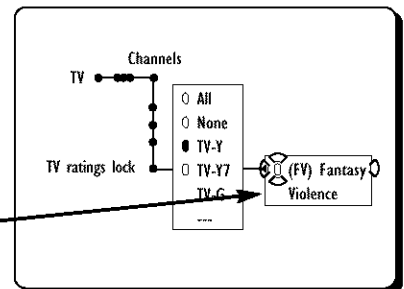 Channels
TV
All
None
TV-Y
TV ratings lock
TV-Y7
(FV) Fantasy
TV-G
Violence
---